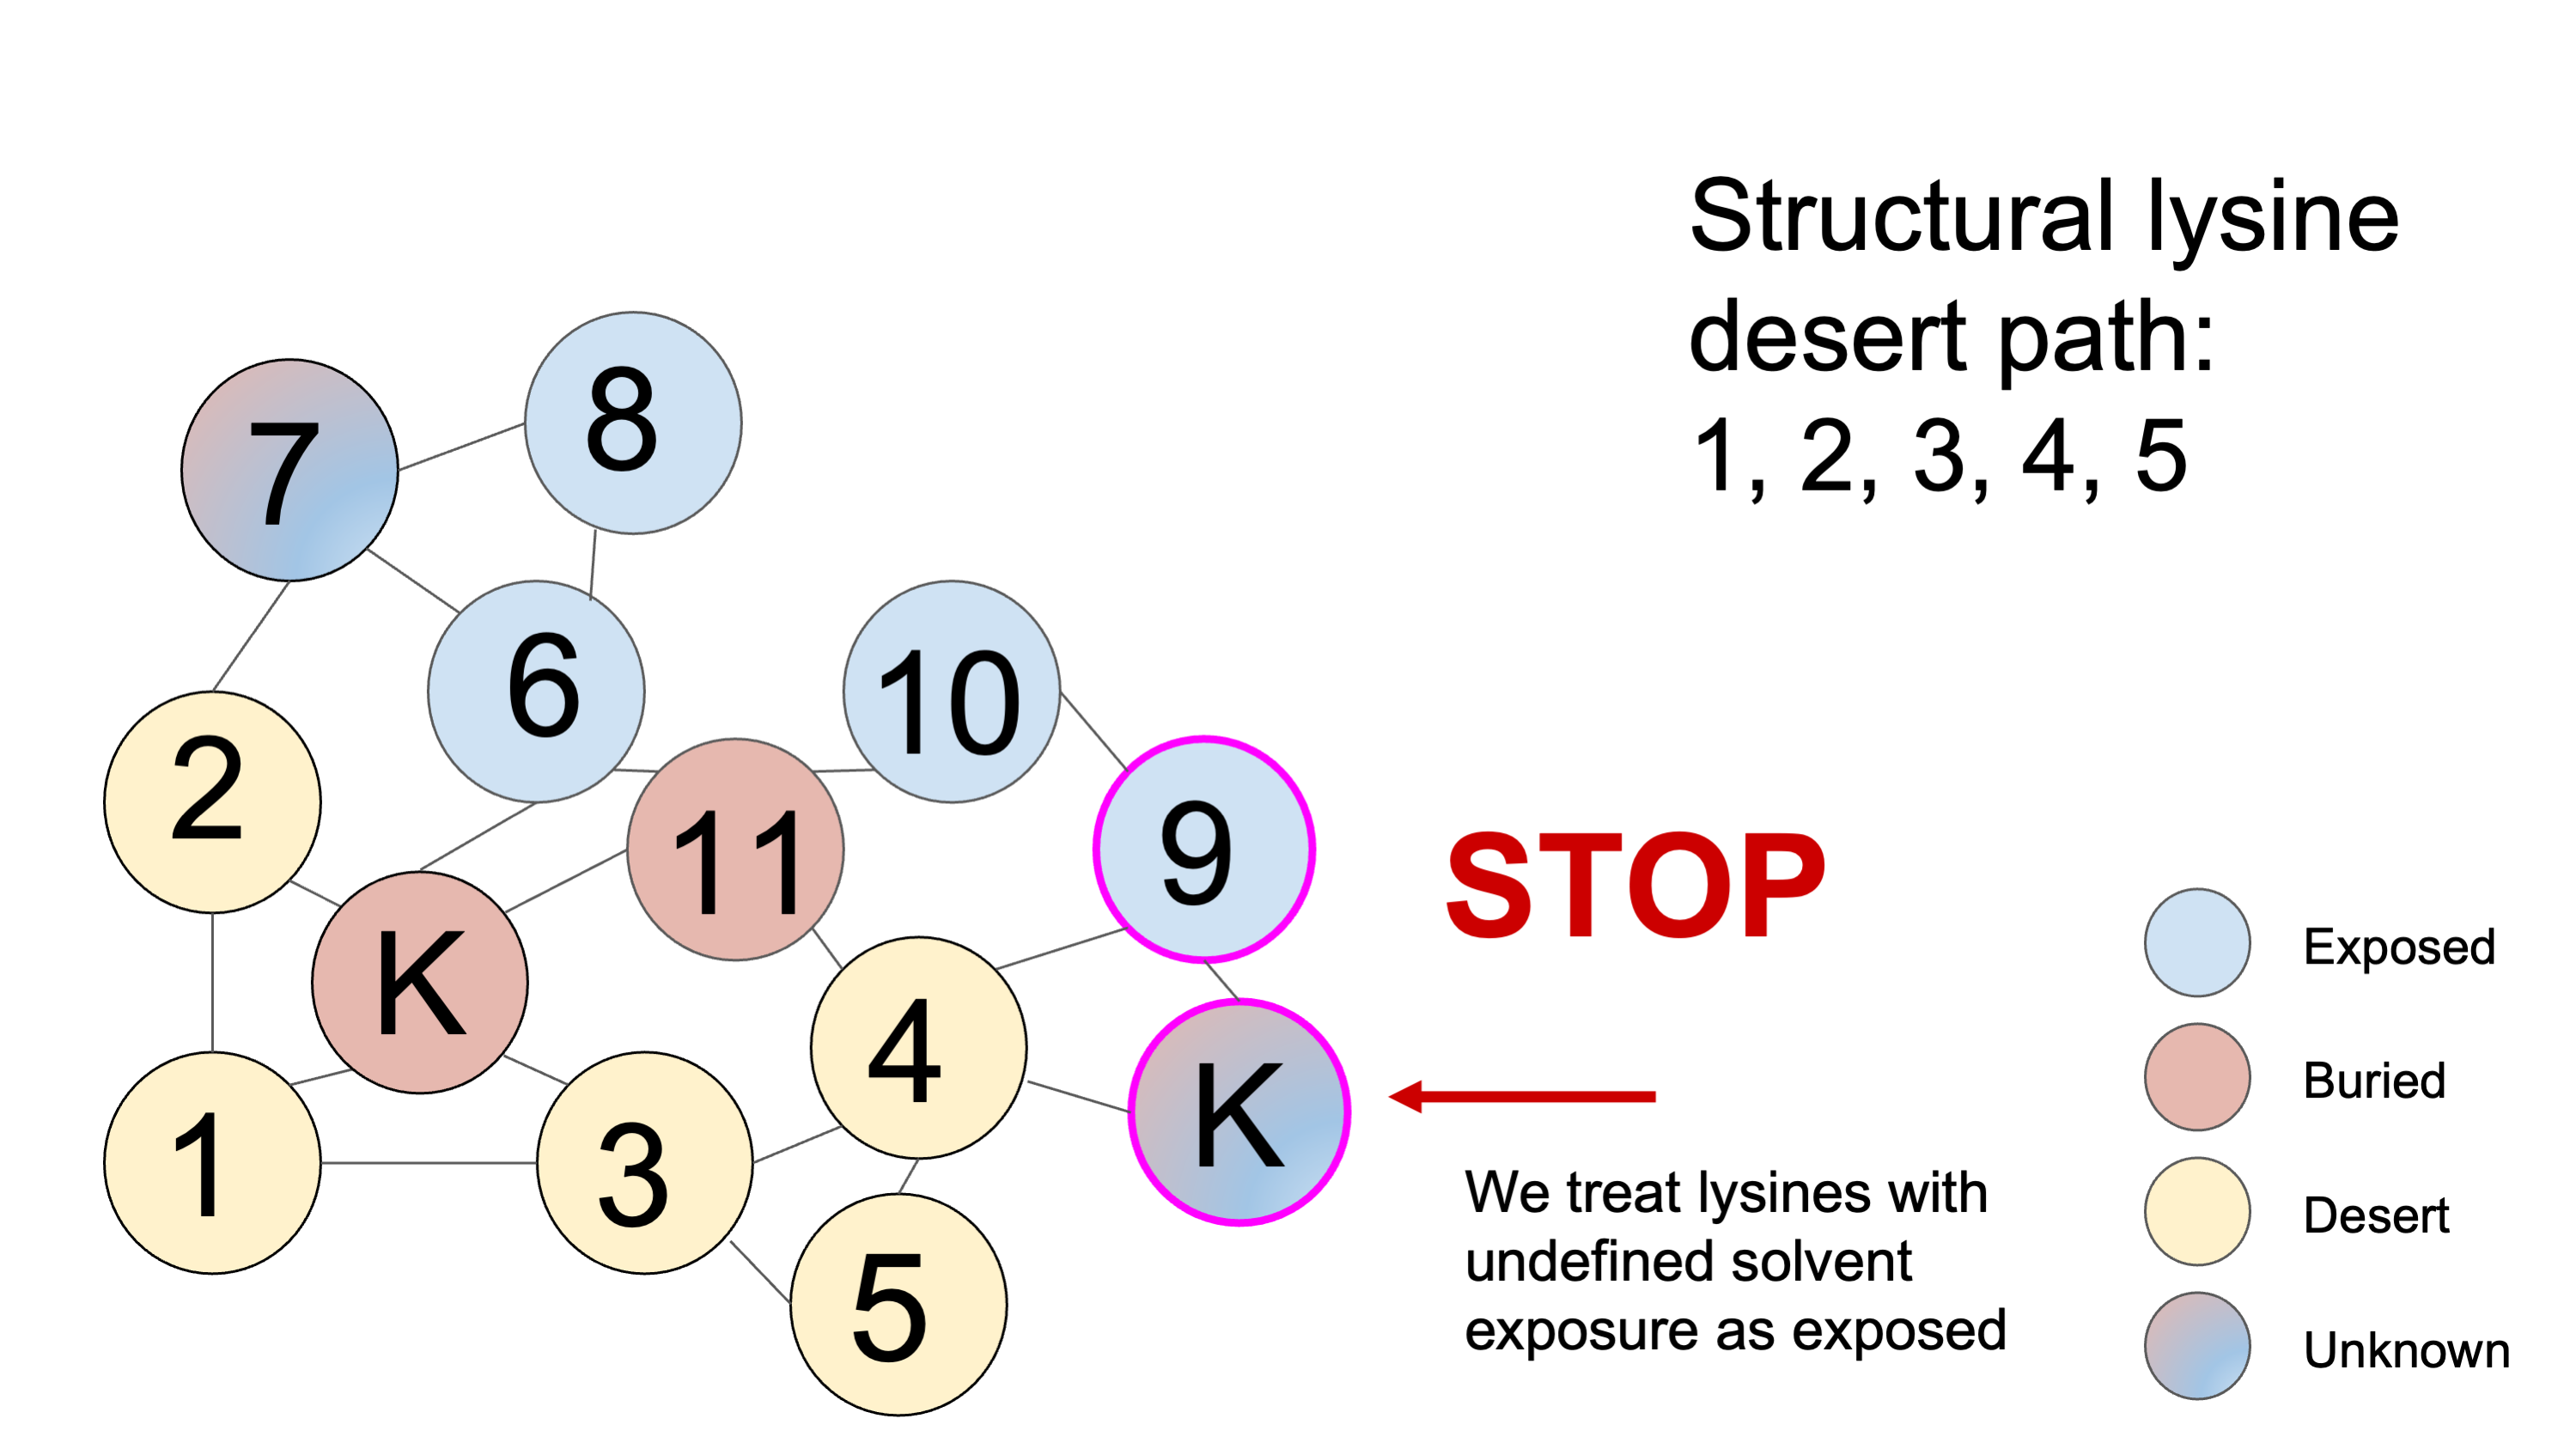 Structural lysine
desert path:
1, 2, 3, 4, 5
8
7
6
10
2
11
9
STOP
K
4
K
1
3
5
We treat lysines with
undefined solvent
exposure as exposed
Exposed
Buried
Desert
Unknown